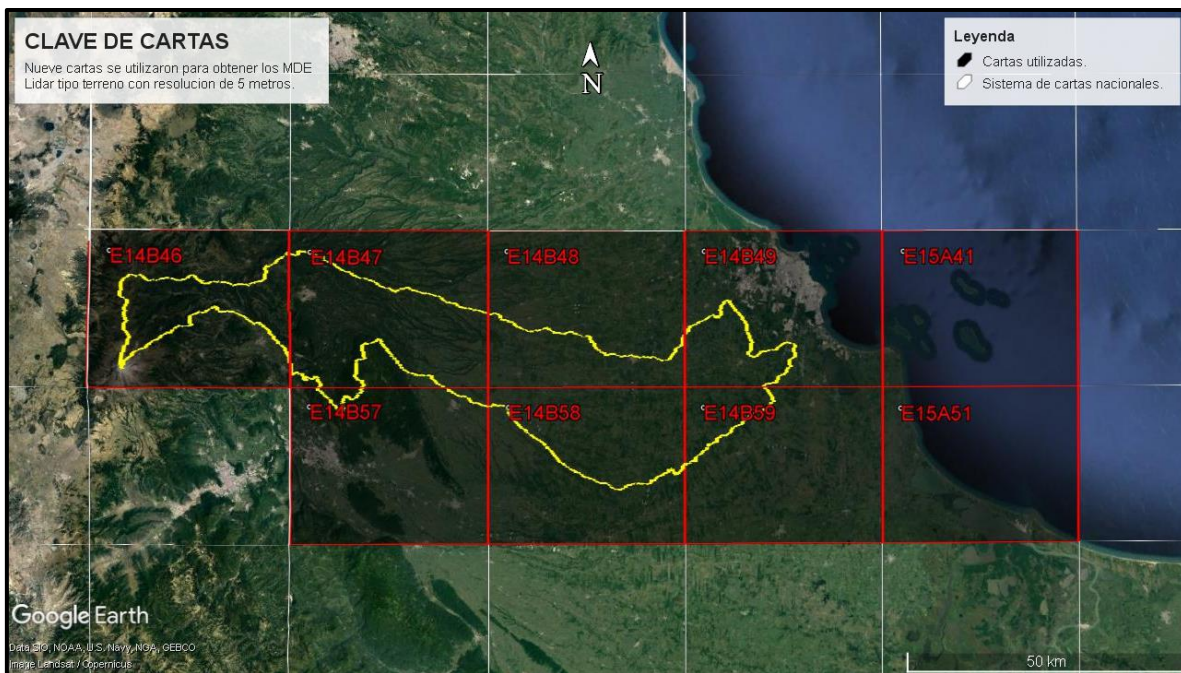 CLAVE DE CARTAS
Nueve cartas se utilizaron para obtener los MDE
Lidar tipo terreno con resolucion de 5 metros.
N
Leyenda
Cartas utilizadas.
Sistema de cartas nacionales.
E14B46
E14B47
E14B48
E14B49
E15A41
E14B57
E14B58
E14B59
E15A51
Google Earth
Data SIO, NOAA, U.S. Navy, NGA, GEBCO
Image Landsat / Copernicus
50 km